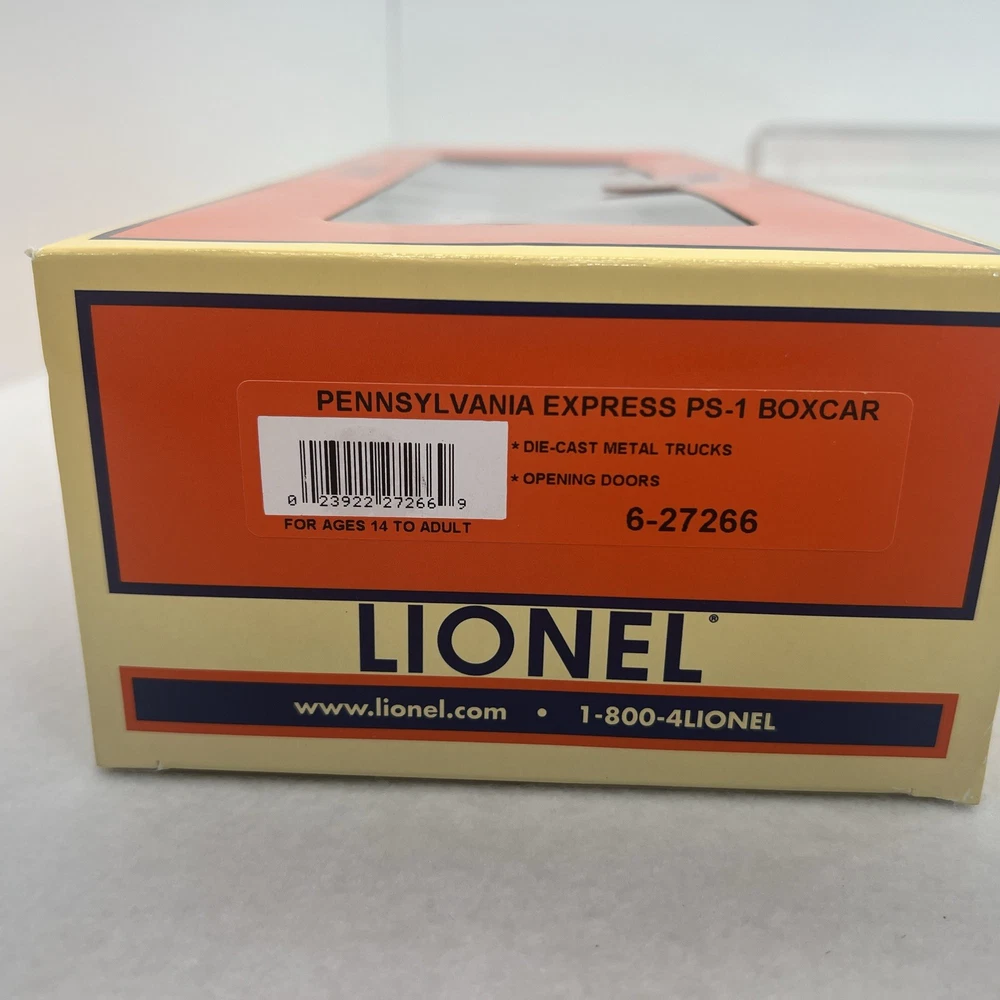 PENNSYLVANIA EXPRESS PS-1 BOXCAR
* DIE-CAST METAL TRUCKS
* OPENING DOORS
0 23922 27266 9
FOR AGES 14 TO ADULT
6-27266
LIONEL®
www.lionel.com • 1-800-4LIONEL